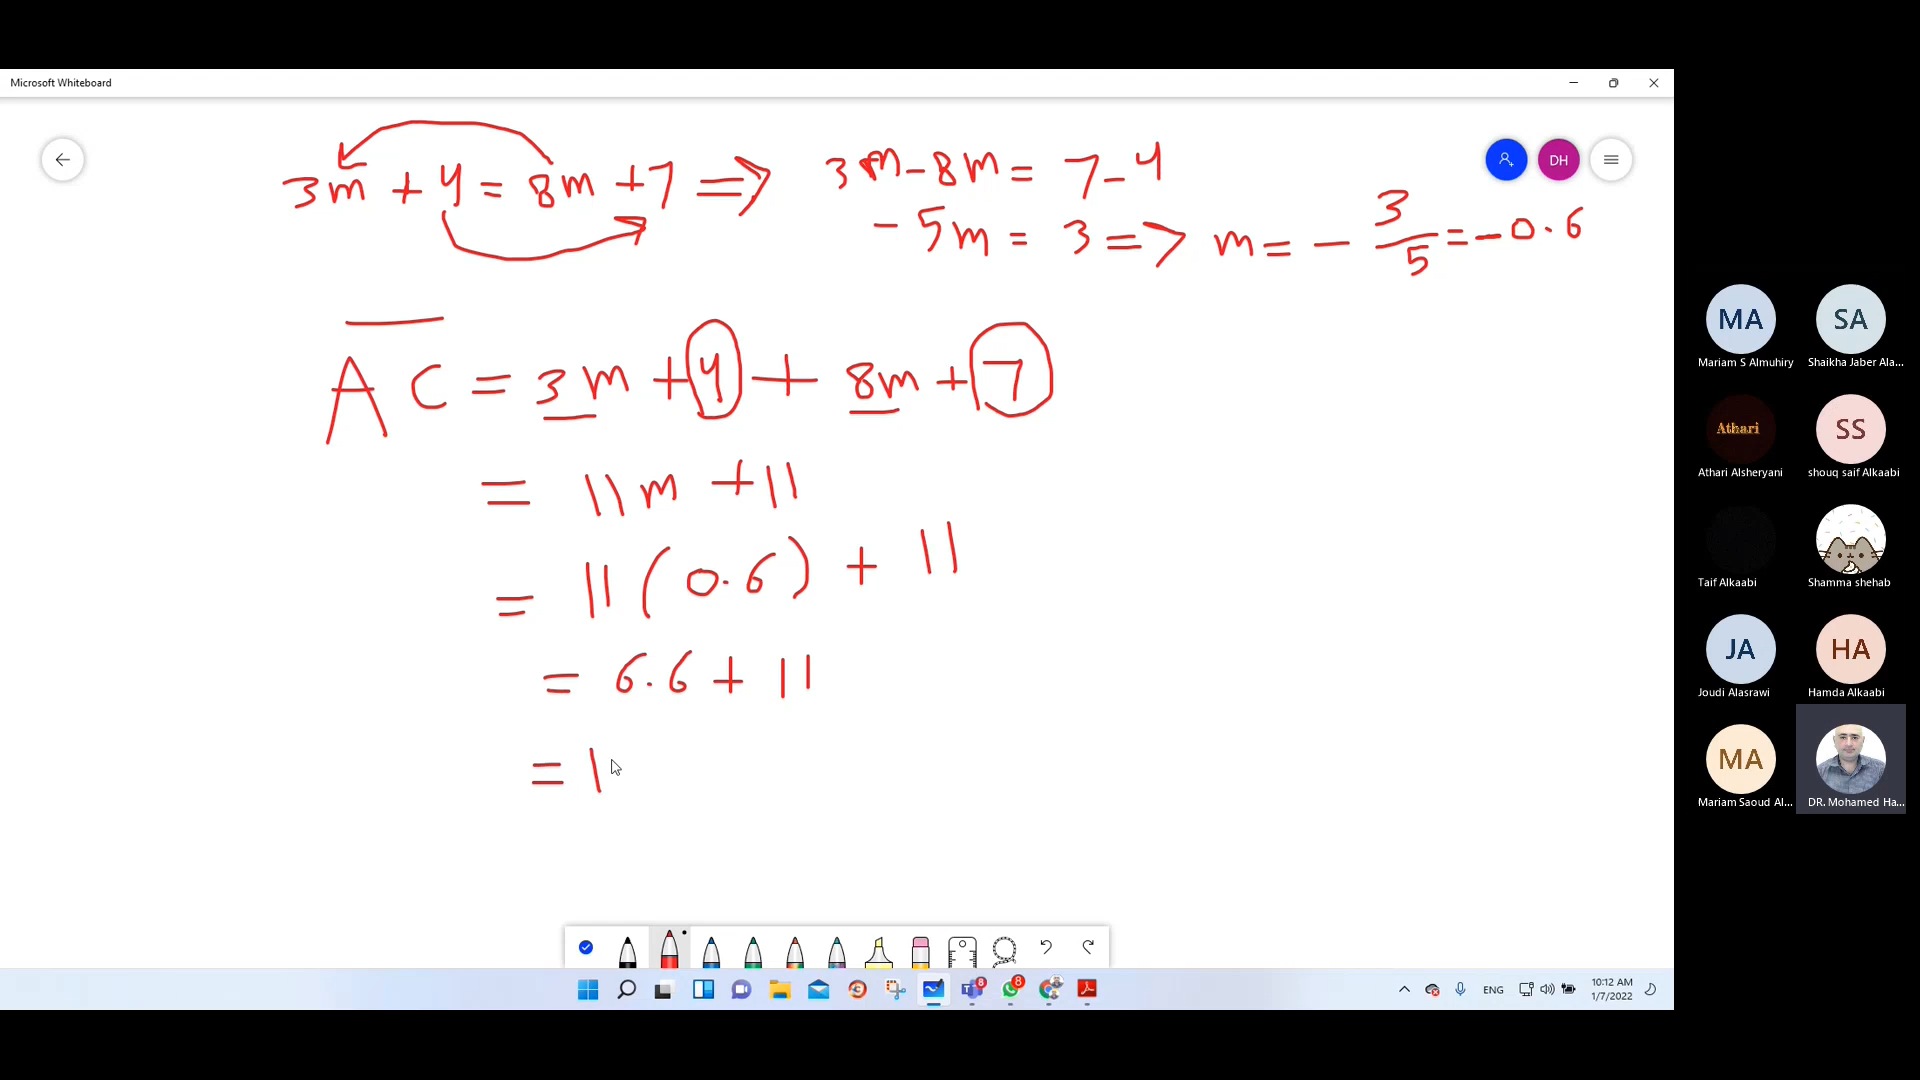 Microsoft Whiteboard
3m + 4 = 8m + 7 => 3m - 8m = 7 - 4
- 5m = 3 => m = - 3/5 = - 0.6
DH
AC = 3m + 4 + 8m + 7
= 11m + 11
= 11 (0.6) + 11
= 6.6 + 11
= 1
MA
Mariam S Almuhiry
SA
Shaikha Jaber Ala...
Athari
Athari Alsheryani
SS
shouq saif Alkaabi
Taif Alkaabi
Shamma shehab
JA
Joudi Alasrawi
HA
Hamda Alkaabi
MA
Mariam Saoud Al...
DR. Mohamed Ha...
8
8
ENG
10:12 AM
1/7/2022